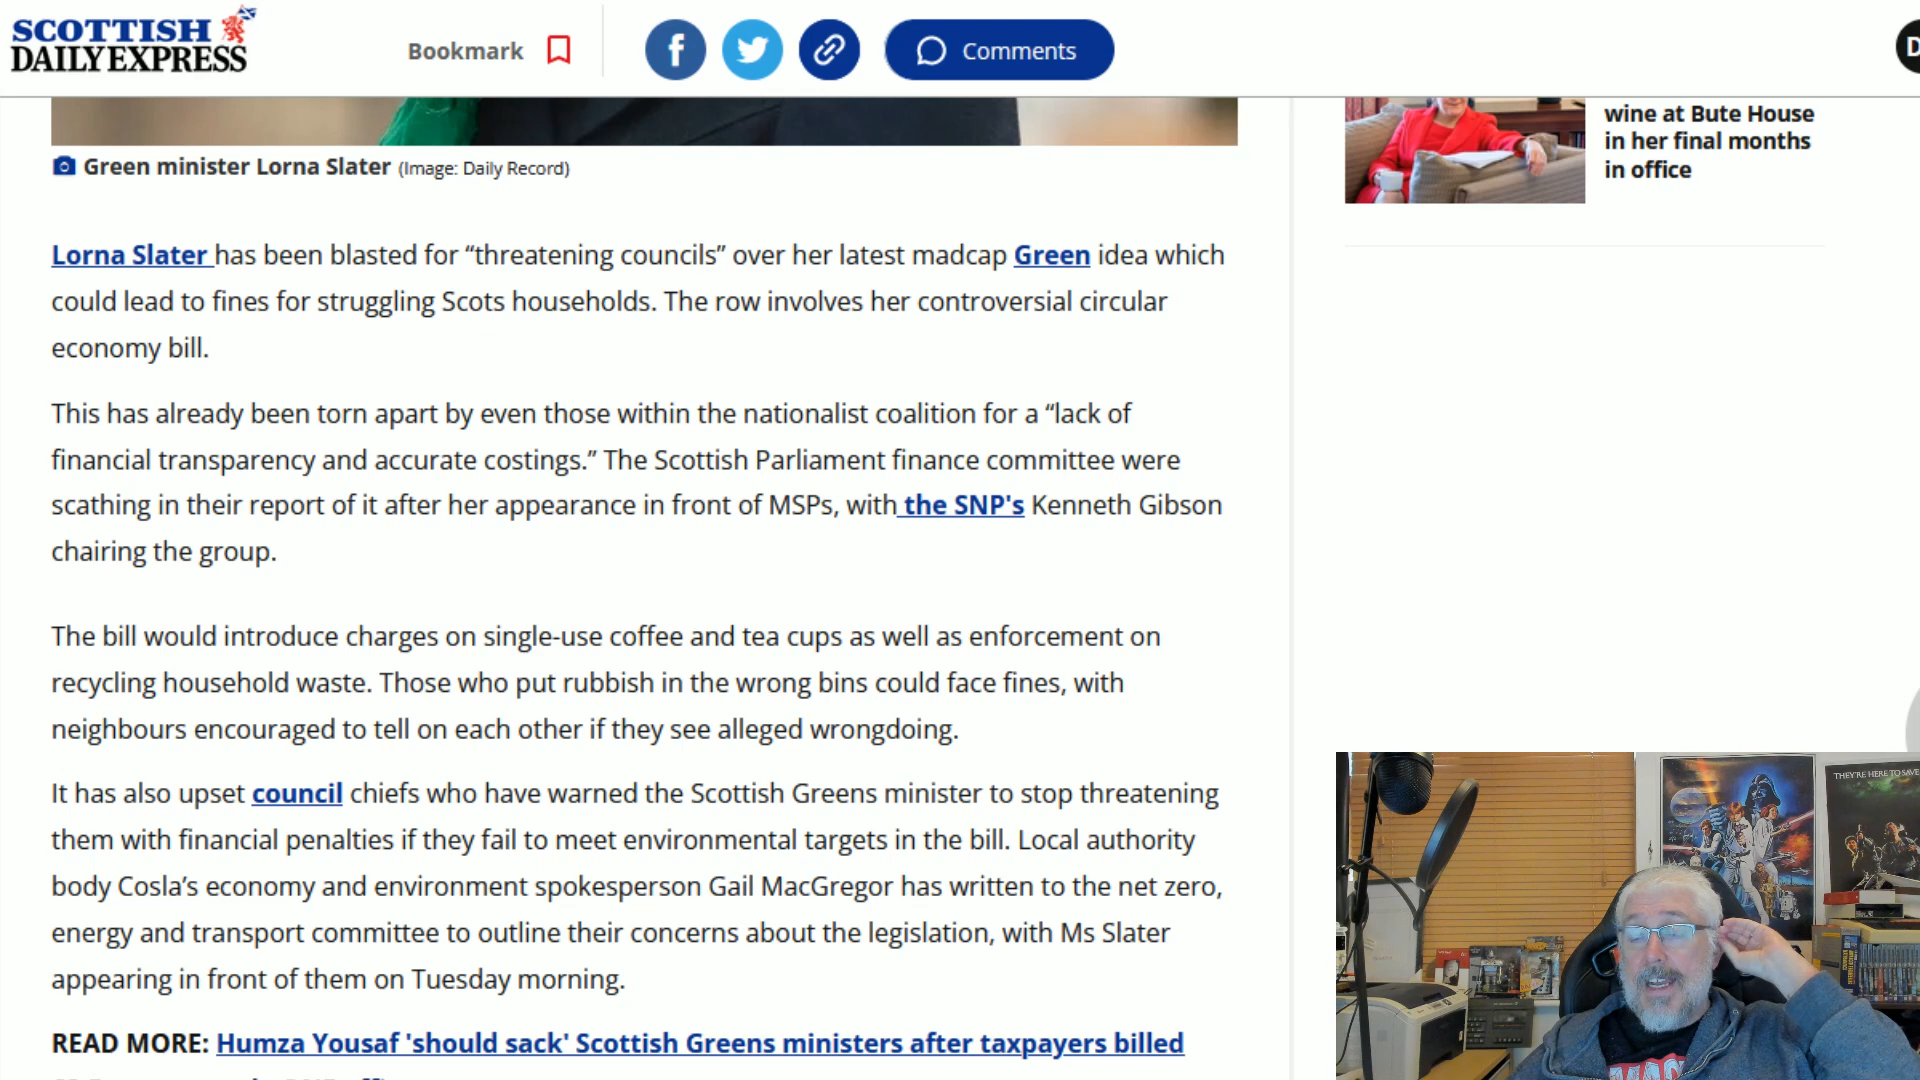 SCOTTISH
DAILY EXPRESS
Bookmark
Comments
D
wine at Bute House
in her final months
in office
Green minister Lorna Slater (Image: Daily Record)
Lorna Slater has been blasted for “threatening councils” over her latest madcap Green idea which
could lead to fines for struggling Scots households. The row involves her controversial circular
economy bill.
This has already been torn apart by even those within the nationalist coalition for a “lack of
financial transparency and accurate costings.” The Scottish Parliament finance committee were
scathing in their report of it after her appearance in front of MSPs, with the SNP's Kenneth Gibson
chairing the group.
The bill would introduce charges on single-use coffee and tea cups as well as enforcement on
recycling household waste. Those who put rubbish in the wrong bins could face fines, with
neighbours encouraged to tell on each other if they see alleged wrongdoing.
It has also upset council chiefs who have warned the Scottish Greens minister to stop threatening
them with financial penalties if they fail to meet environmental targets in the bill. Local authority
body Cosla’s economy and environment spokesperson Gail MacGregor has written to the net zero,
energy and transport committee to outline their concerns about the legislation, with Ms Slater
appearing in front of them on Tuesday morning.
READ MORE: Humza Yousaf 'should sack' Scottish Greens ministers after taxpayers billed
THEY'RE HERE TO SAVE